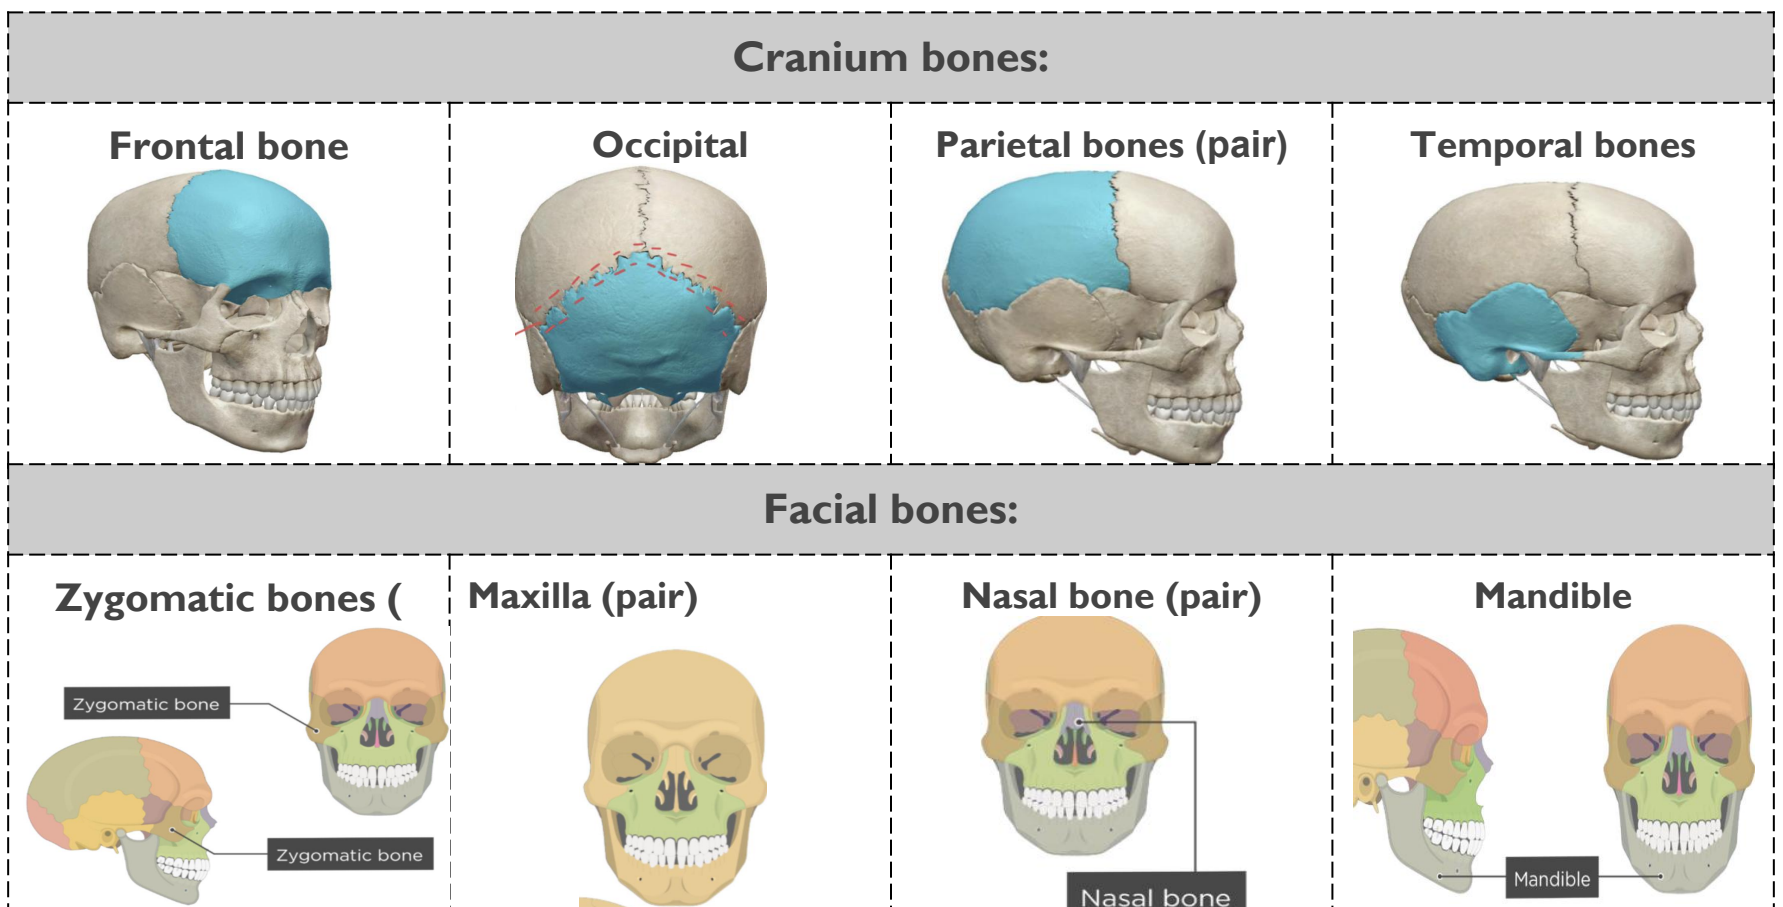 Cranium bones:
Frontal bone
Occipital
Parietal bones (pair)
Temporal bones
Facial bones:
Zygomatic bones (
Zygomatic bone
Zygomatic bone
Maxilla (pair)
Nasal bone (pair)
Nasal bone
Mandible
Mandible